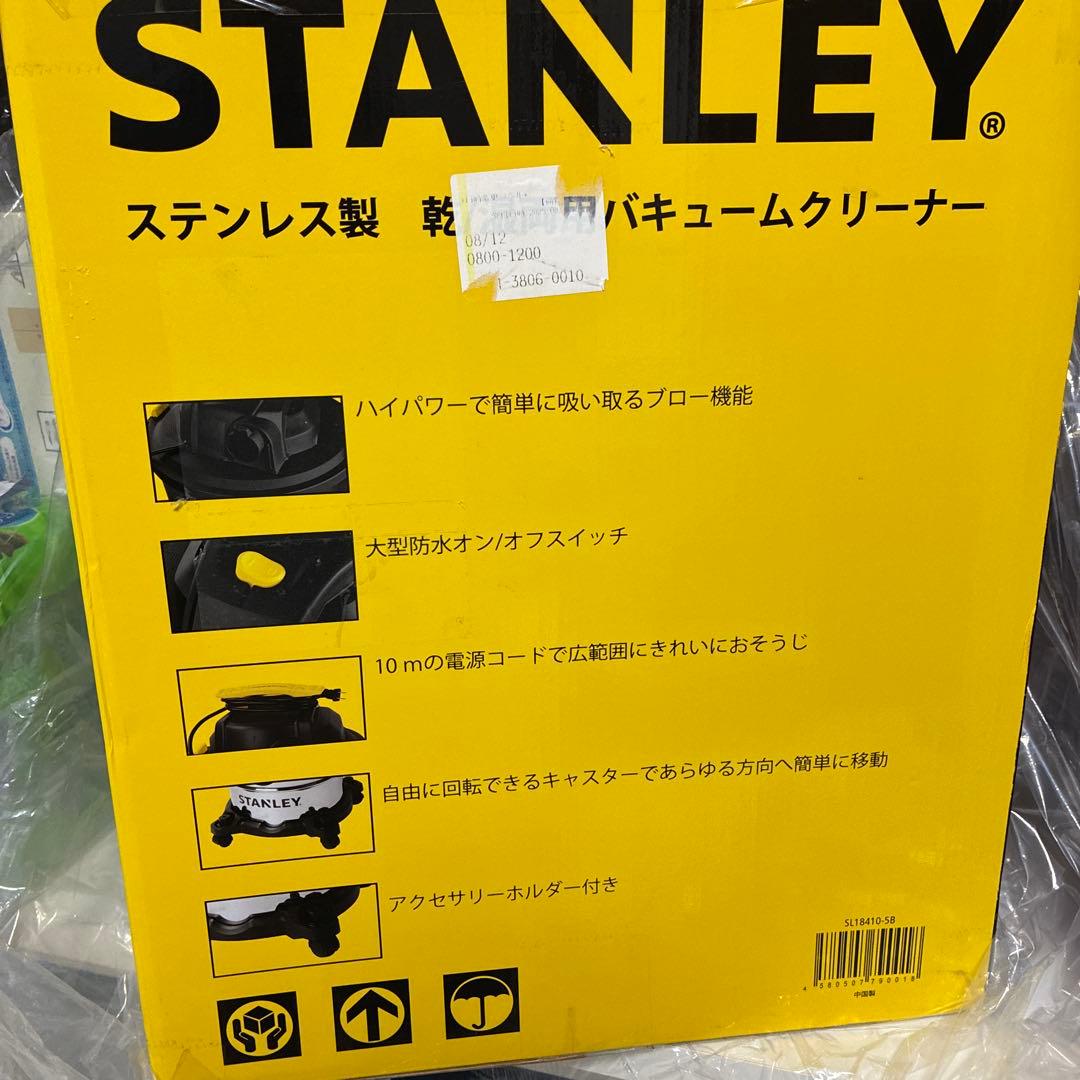 STANLEY®
ステンレス製 乾湿両用バキュームクリーナー
08/12
0800-1200
1-3806-0010
ハイパワーで簡単に吸い取るブロー機能
大型防水オン/オフスイッチ
10 mの電源コードで広範囲にきれいにおそうじ
自由に回転できるキャスターであらゆる方向へ簡単に移動
STANLEY
アクセサリーホルダー付き
SL18410-5B
4 580507 790018
中国製